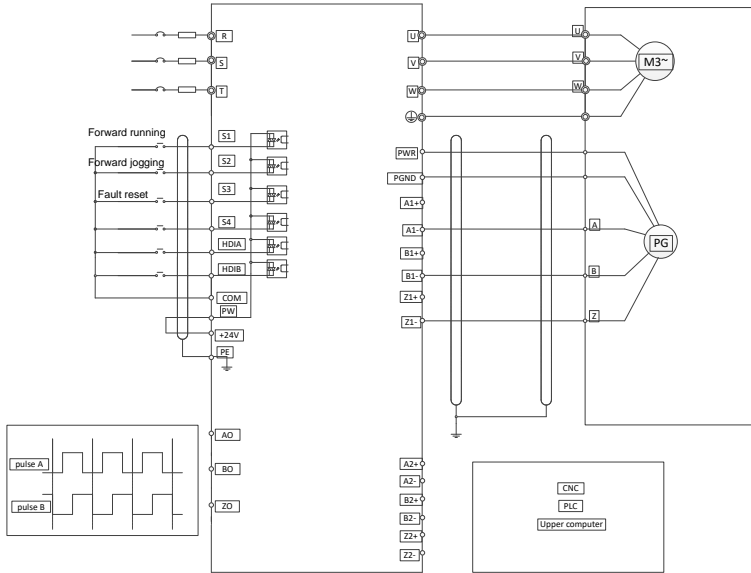 R
S
T
Forward running
Forward jogging
Fault reset
S1
S2
S3
S4
HDIA
HDIB
COM
PW
+24V
PE
AO
BO
ZO
pulse A
pulse B
U
V
W
PWR
PGND
A1+
A1-
B1+
B1-
Z1+
Z1-
A2+
A2-
B2+
B2-
Z2+
Z2-
U
V
W
M3~
A
B
Z
PG
CNC
PLC
Upper computer